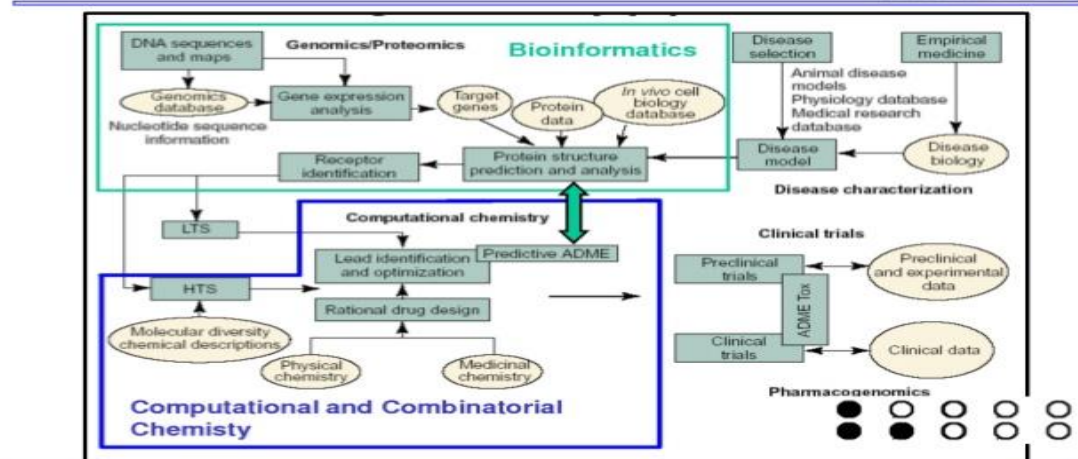 DNA sequences
and maps
Genomics/Proteomics
Bioinformatics
Disease
selection
Empirical
medicine
Genomics
database
Gene expression
analysis
Target
genes
Protein
data
In vivo cell
biology
database
Animal disease
models
Physiology database
Medical research
database
Nucleotide sequence
information
Receptor
identification
Protein structure
prediction and analysis
Disease
model
Disease
biology
Disease characterization
LTS
Computational chemistry
Lead identification
and optimization
Predictive ADME
HTS
Rational drug design
Molecular diversity
chemical descriptions
Physical
chemistry
Medicinal
chemistry
Computational and Combinatorial
Chemisty
Clinical trials
Preclinical
trials
Preclinical
and experimental
data
ADME Tox
Clinical
trials
Clinical data
Pharmacogenomics